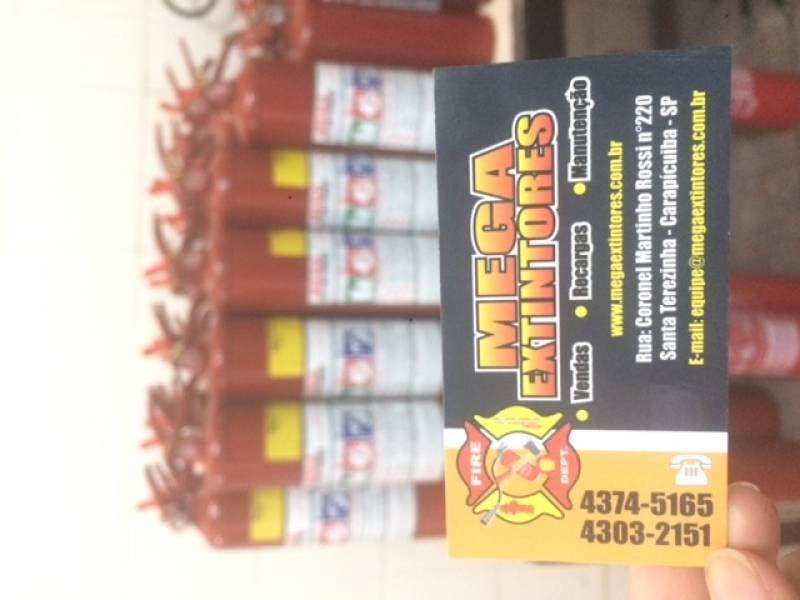 MEGA
EXTINTORES
• Vendas • Recargas • Manutenção
www.megaextintores.com.br
Rua: Coronel Martinho Rossi n°220
Santa Terezinha - Carapicuiba - SP
E-mail: equipe@megaextintores.com.br
FIRE
DEPT.
4374-5165
4303-2151